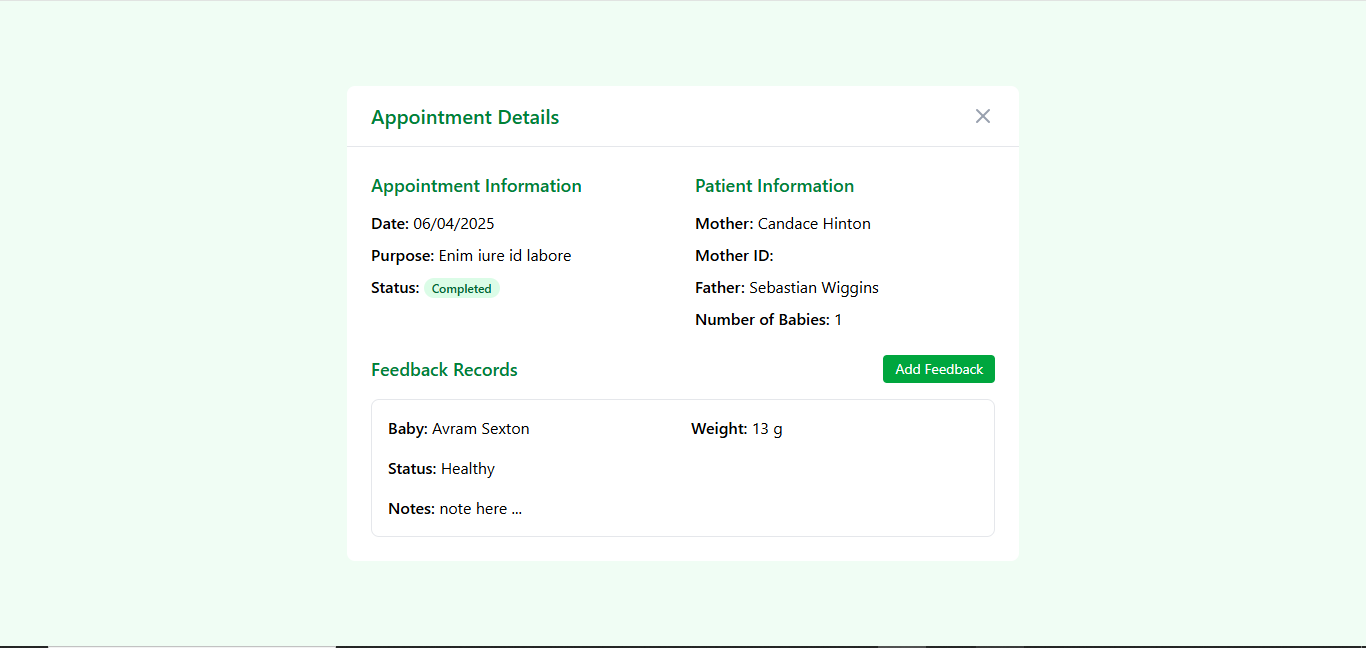 Appointment Details
Appointment Information
Date: 06/04/2025
Purpose: Enim iure id labore
Status: Completed
Patient Information
Mother: Candace Hinton
Mother ID:
Father: Sebastian Wiggins
Number of Babies: 1
Feedback Records
Add Feedback
Baby: Avram Sexton
Weight: 13 g
Status: Healthy
Notes: note here ...